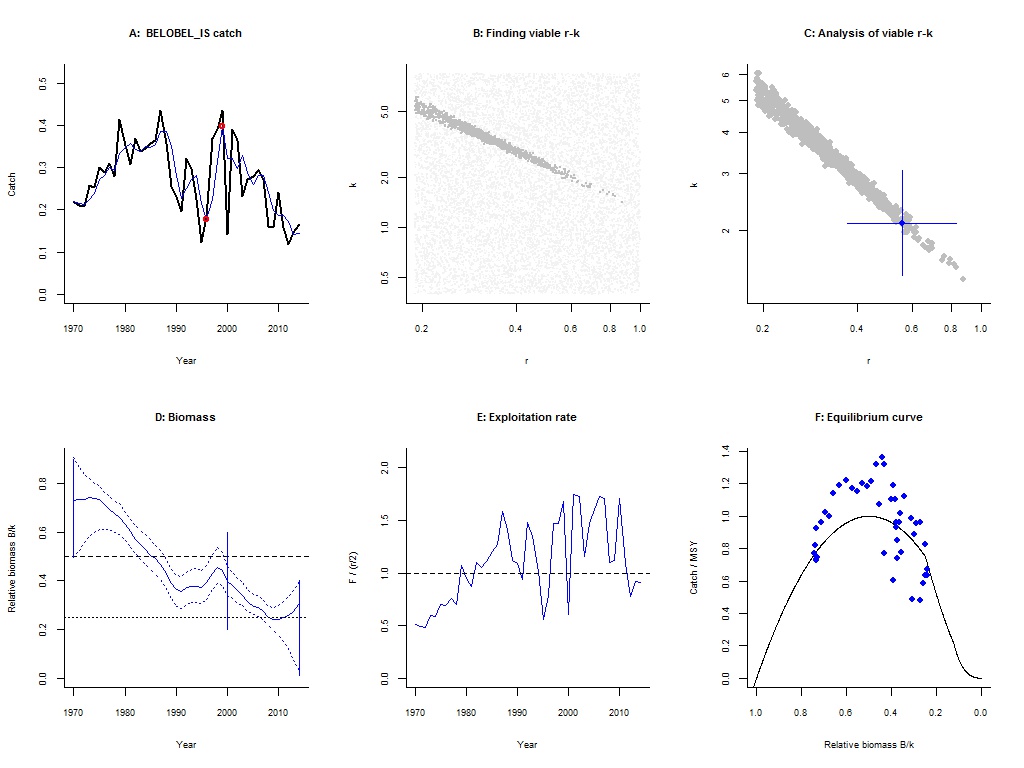 A:  BELOBEL_IS catch
Catch
0.5
0.4
0.3
0.2
0.1
0.0
1970 1980 1990 2000 2010
Year
B: Finding viable r-k
k
5.0
2.0
1.0
0.5
0.2 0.4 0.6 0.8 1.0
r
C: Analysis of viable r-k
k
6
5
4
3
2
0.2 0.4 0.6 0.8 1.0
r
D: Biomass
Relative biomass B/k
0.8
0.6
0.4
0.2
0.0
1970 1980 1990 2000 2010
Year
E: Exploitation rate
F / (r/2)
2.0
1.5
1.0
0.5
0.0
1970 1980 1990 2000 2010
Year
F: Equilibrium curve
Catch / MSY
1.4
1.2
1.0
0.8
0.6
0.4
0.2
0.0
1.0 0.8 0.6 0.4 0.2 0.0
Relative biomass B/k